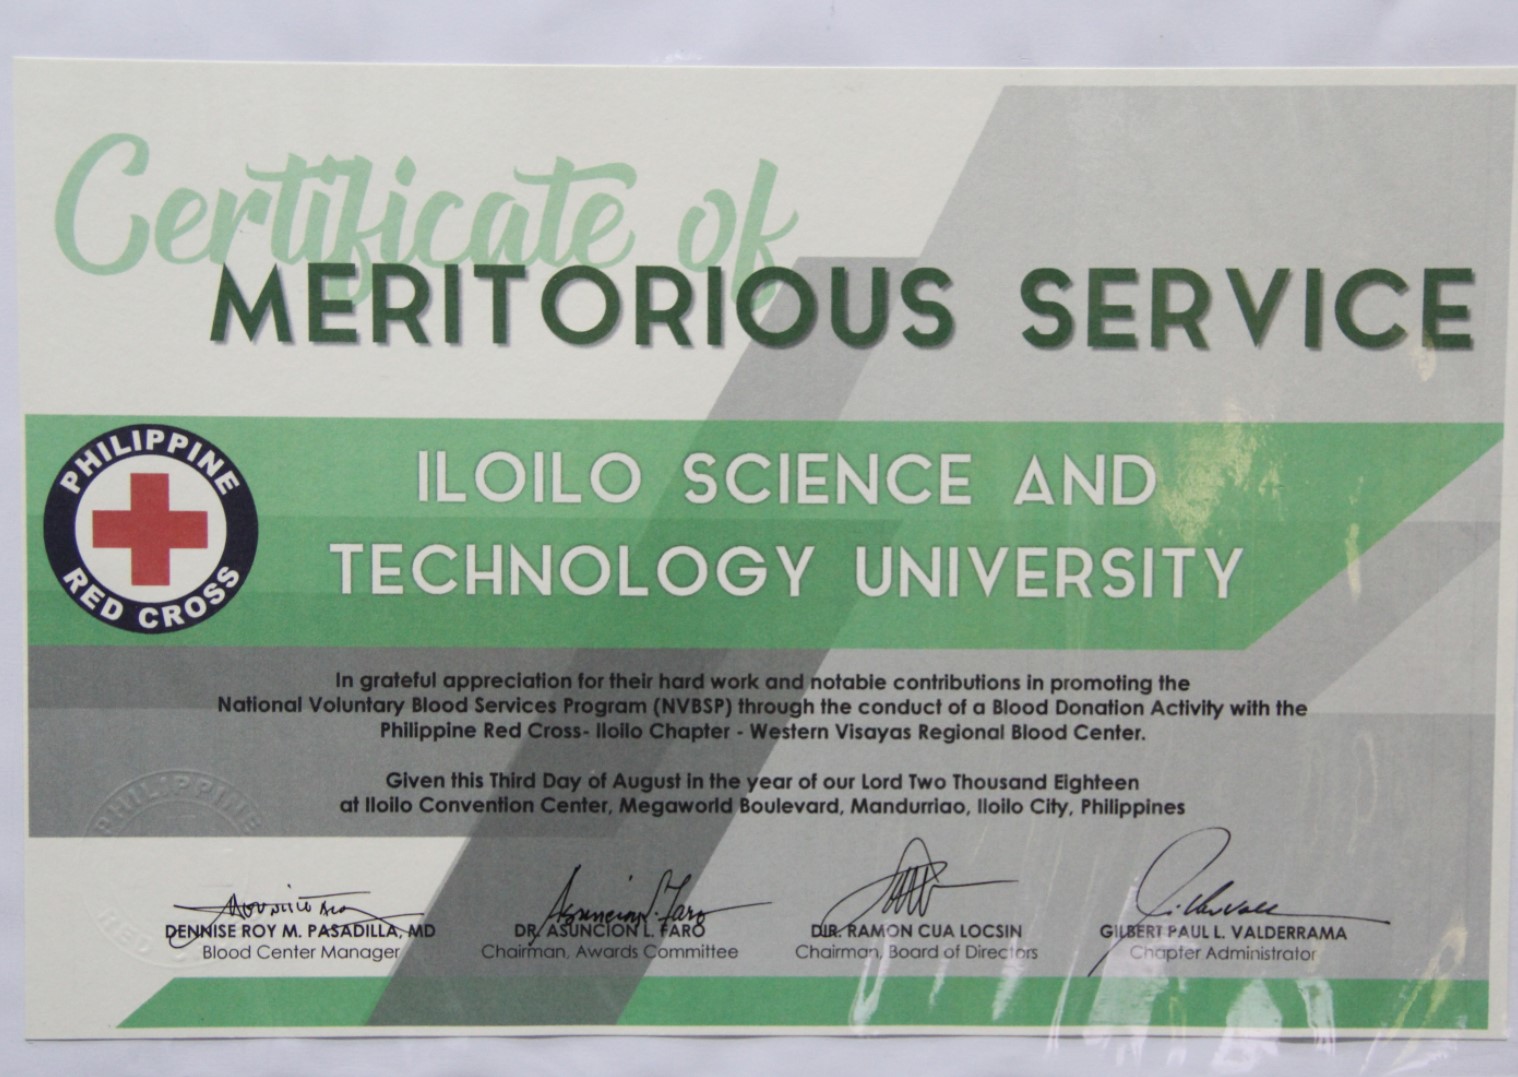 Certificate of
MERITORIOUS SERVICE
PHILIPPINE
RED CROSS
ILOILO SCIENCE AND
TECHNOLOGY UNIVERSITY
In grateful appreciation for their hard work and notable contributions in promoting the
National Voluntary Blood Services Program (NVBSP) through the conduct of a Blood Donation Activity with the
Philippine Red Cross- Iloilo Chapter - Western Visayas Regional Blood Center.
Given this Third Day of August in the year of our Lord Two Thousand Eighteen
at Iloilo Convention Center, Megaworld Boulevard, Mandurriao, Iloilo City, Philippines
PHILIPPINE
RED
DENNISE ROY M. PASADILLA, MD
Blood Center Manager
Asuncion L. Faro
DR. ASUNCION L. FARO
Chairman, Awards Committee
DIR. RAMON CUA LOCSIN
Chairman, Board of Directors
GILBERT PAUL L. VALDERRAMA
Chapter Administrator